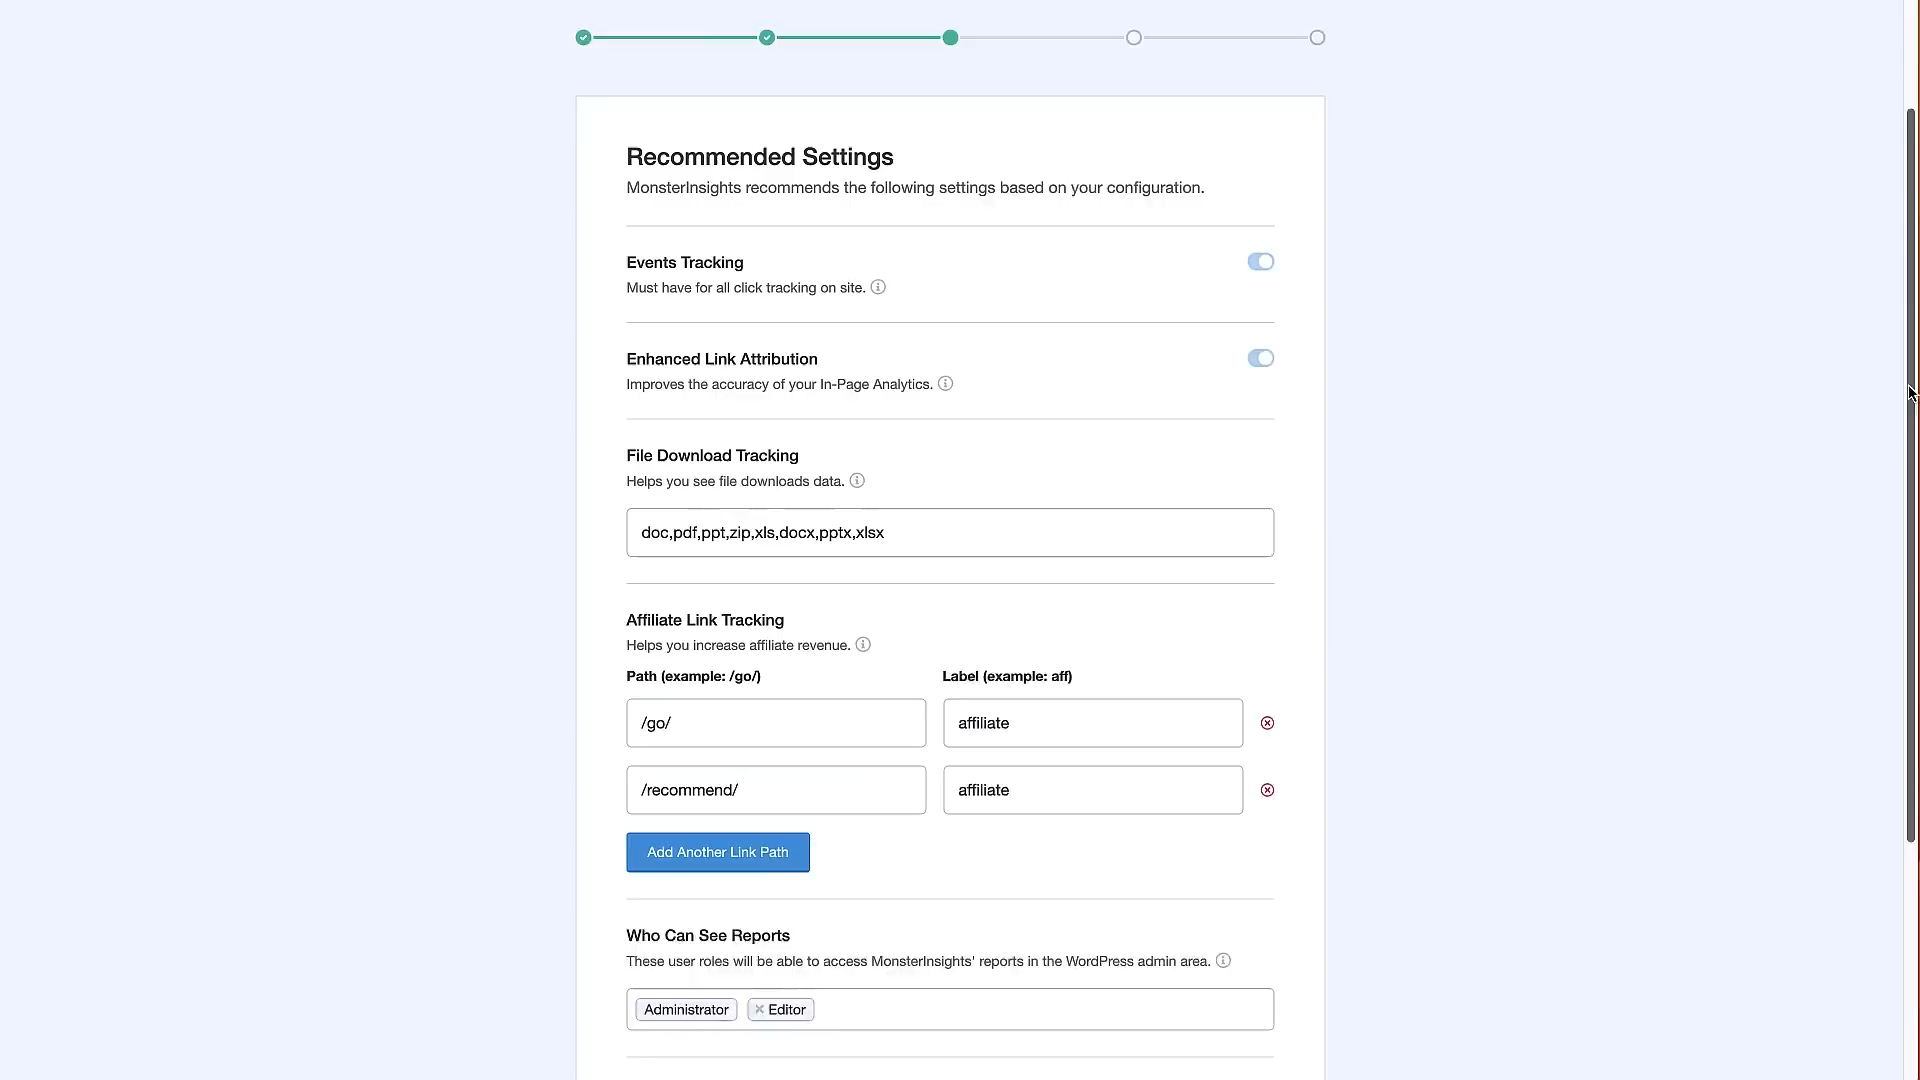 Recommended Settings
MonsterInsights recommends the following settings based on your configuration.
Events Tracking
Must have for all click tracking on site.
Enhanced Link Attribution
Improves the accuracy of your In-Page Analytics.
File Download Tracking
Helps you see file downloads data.
doc,pdf,ppt,zip,xls,docx,pptx,xlsx
Affiliate Link Tracking
Helps you increase affiliate revenue.
Path (example: /go/) Label (example: aff)
/go/ affiliate
/recommend/ affiliate
Add Another Link Path
Who Can See Reports
These user roles will be able to access MonsterInsights' reports in the WordPress admin area.
Administrator × Editor